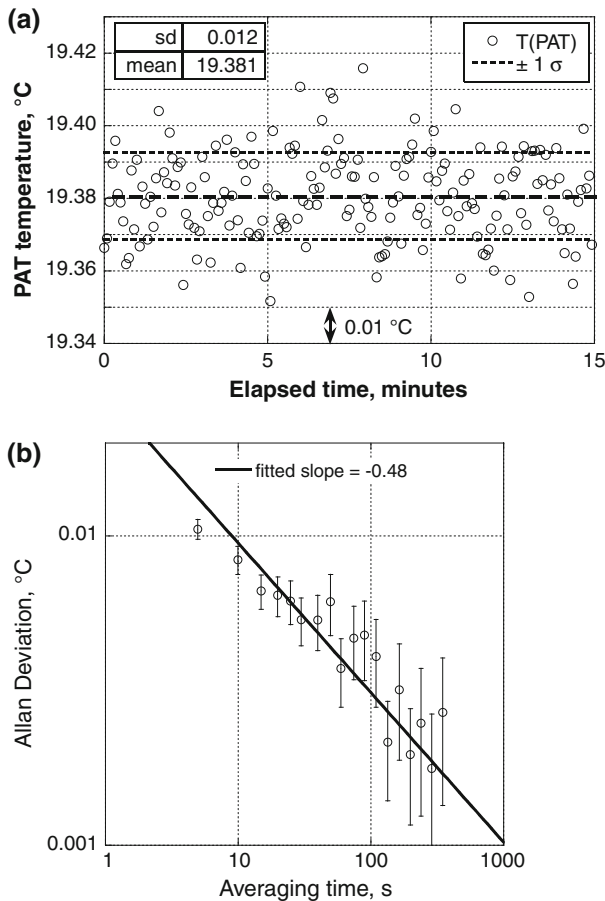 (a)
sd 0.012
mean 19.381
T(PAT)
± 1 σ
19.42
19.40
19.38
19.36
19.34
PAT temperature, °C
0.01 °C
0 5 10 15
Elapsed time, minutes
(b)
fitted slope = -0.48
0.01
0.001
Allan Deviation, °C
1 10 100 1000
Averaging time, s